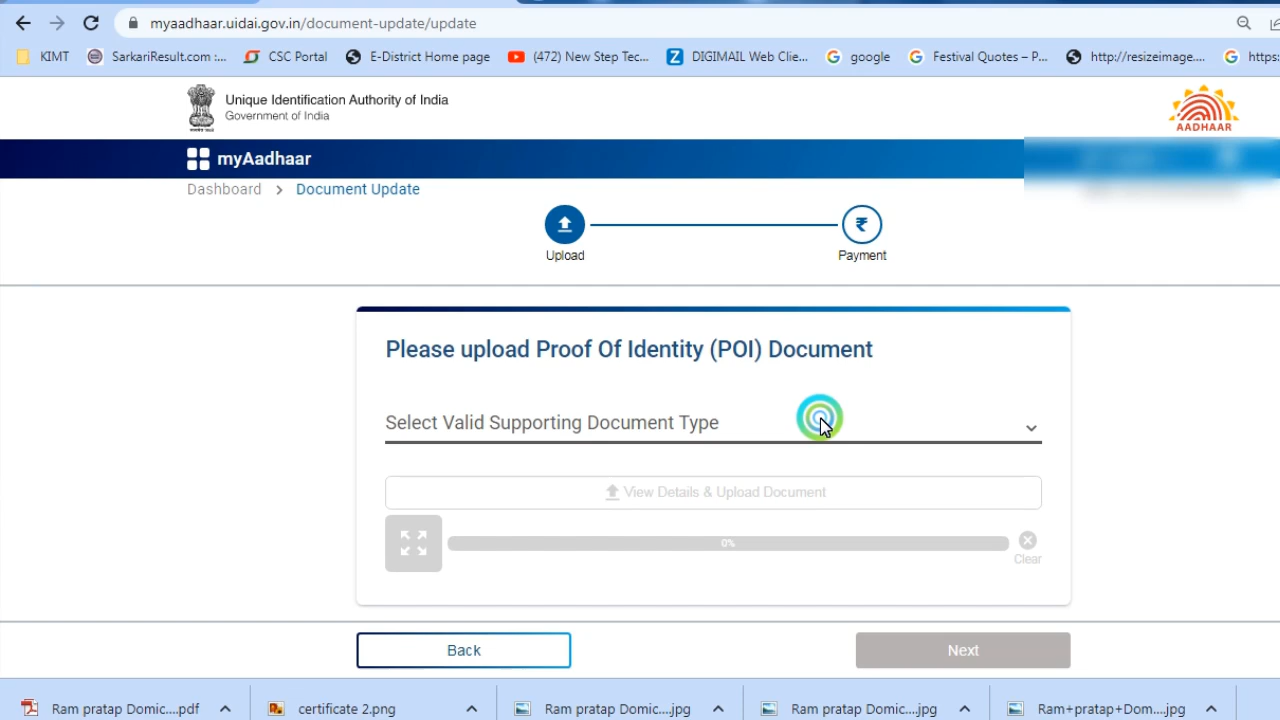 myaadhaar.uidai.gov.in/document-update/update
KIMT SarkariResult.com :... CSC Portal E-District Home page (472) New Step Tec... DIGIMAIL Web Clie... google Festival Quotes – P... http://resizeimage.... https:
Unique Identification Authority of India
Government of India
AADHAAR
myAadhaar
Dashboard > Document Update
Upload
₹
Payment
Please upload Proof Of Identity (POI) Document
Select Valid Supporting Document Type
View Details & Upload Document
0%
Clear
Back
Next
Ram pratap Domic....pdf certificate 2.png Ram pratap Domic....jpg Ram pratap Domic....jpg Ram+pratap+Dom....jpg